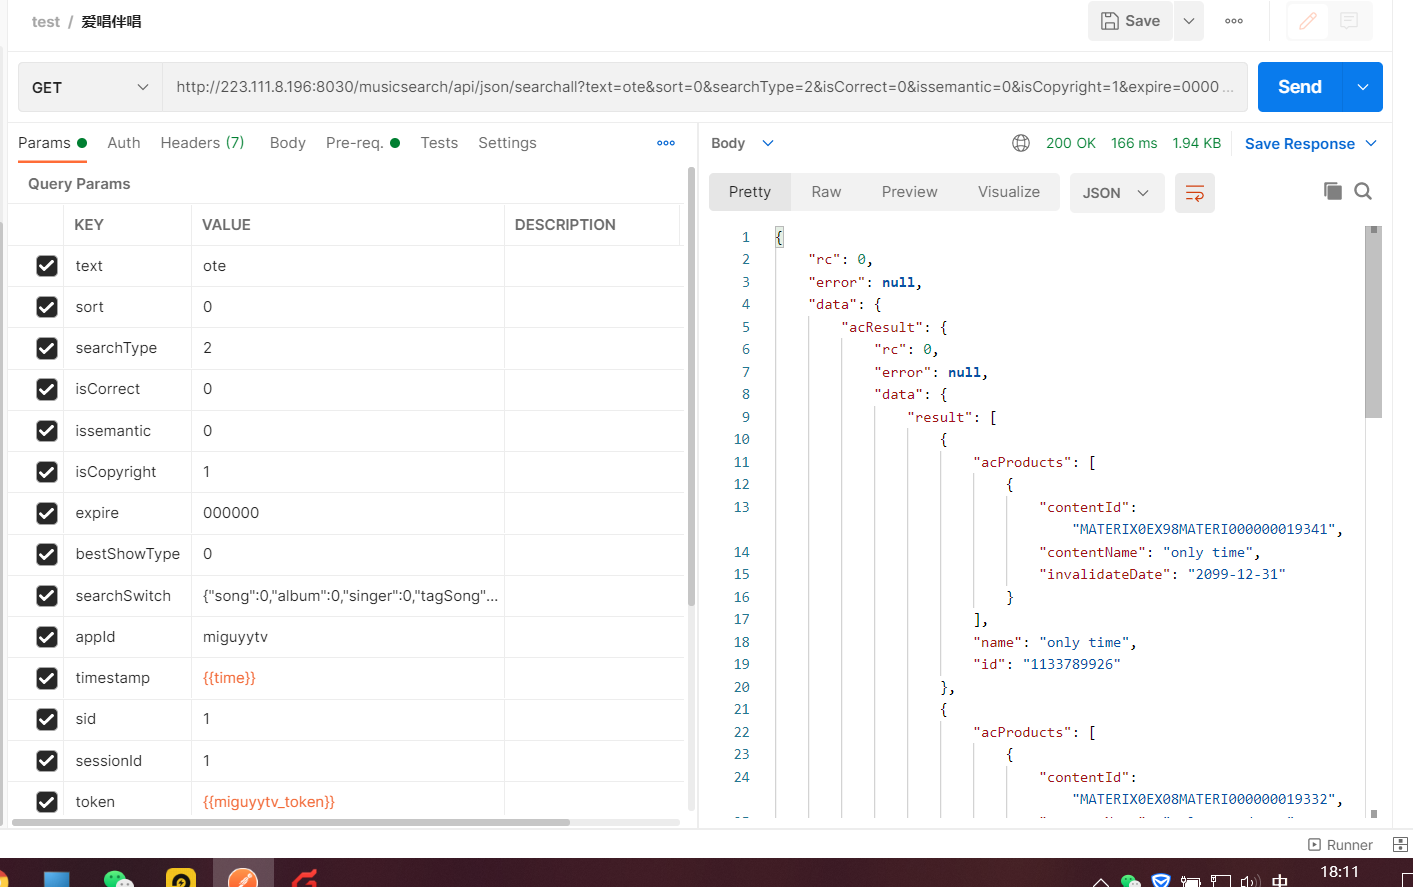 test / 爱唱伴唱
Save
GET
http://223.111.8.196:8030/musicsearch/api/json/searchall?text=ote&sort=0&searchType=2&isCorrect=0&issemantic=0&isCopyright=1&expire=0000 ...
Send
Params
Auth
Headers (7)
Body
Pre-req.
Tests
Settings
Query Params
KEY VALUE DESCRIPTION
text ote
sort 0
searchType 2
isCorrect 0
issemantic 0
isCopyright 1
expire 000000
bestShowType 0
searchSwitch {"song":0,"album":0,"singer":0,"tagSong"...
appId miguyytv
timestamp {{time}}
sid 1
sessionId 1
token {{miguyytv_token}}
Body
200 OK 166 ms 1.94 KB Save Response
Pretty Raw Preview Visualize JSON
1 {
2 "rc": 0,
3 "error": null,
4 "data": {
5 "acResult": {
6 "rc": 0,
7 "error": null,
8 "data": {
9 "result": [
10 {
11 "acProducts": [
12 {
13 "contentId":
"MATERIX0EX98MATERI000000019341",
14 "contentName": "only time",
15 "invalidateDate": "2099-12-31"
16 }
17 ],
18 "name": "only time",
19 "id": "1133789926"
20 },
21 {
22 "acProducts": [
23 {
24 "contentId":
"MATERIX0EX08MATERI000000019332",
Runner
中
18:11